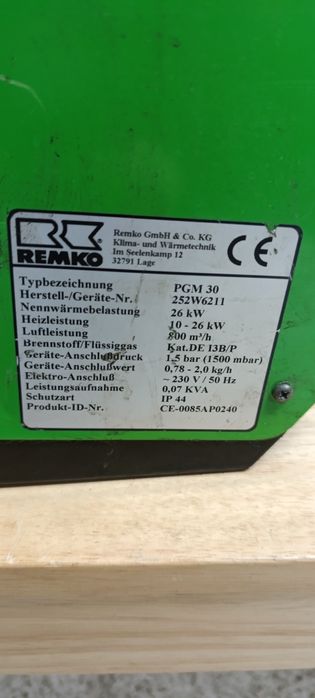 REMKO
Remko GmbH & Co. KG
Klima- und Wärmetechnik
Im Seelenkamp 12
32791 Lage
CE
Typbezeichnung PGM 30
Herstell-/Geräte-Nr. 252W6211
Nennwärmebelastung 26 kW
Heizleistung 10 - 26 kW
Luftleistung 800 m³/h
Brennstoff/Flüssiggas Kat.DE I3B/P
Geräte-Anschlußdruck 1,5 bar (1500 mbar)
Geräte-Anschlußwert 0,78 - 2,0 kg/h
Elektro-Anschluß ~ 230 V / 50 Hz
Leistungsaufnahme 0,07 KVA
Schutzart IP 44
Produkt-ID-Nr. CE-0085AP0240